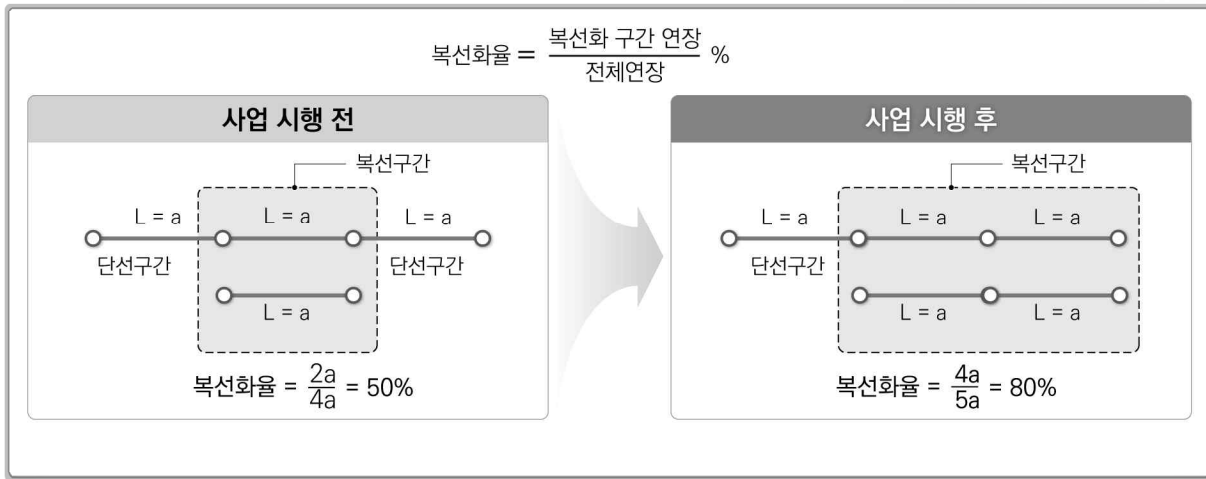 복선화율 = 복선화 구간 연장 / 전체연장 %
사업 시행 전
복선구간
L = a L = a L = a
단선구간 단선구간
L = a
복선화율 = 2a / 4a = 50%
사업 시행 후
복선구간
L = a L = a L = a
단선구간
L = a L = a
복선화율 = 4a / 5a = 80%